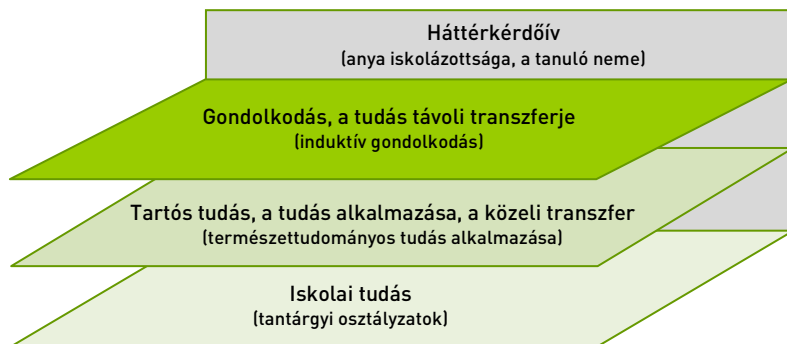 Háttérkérdőív
(anya iskolázottsága, a tanuló neme)
Gondolkodás, a tudás távoli transzferje
(induktív gondolkodás)
Tartós tudás, a tudás alkalmazása, a közeli transzfer
(természettudományos tudás alkalmazása)
Iskolai tudás
(tantárgyi osztályzatok)